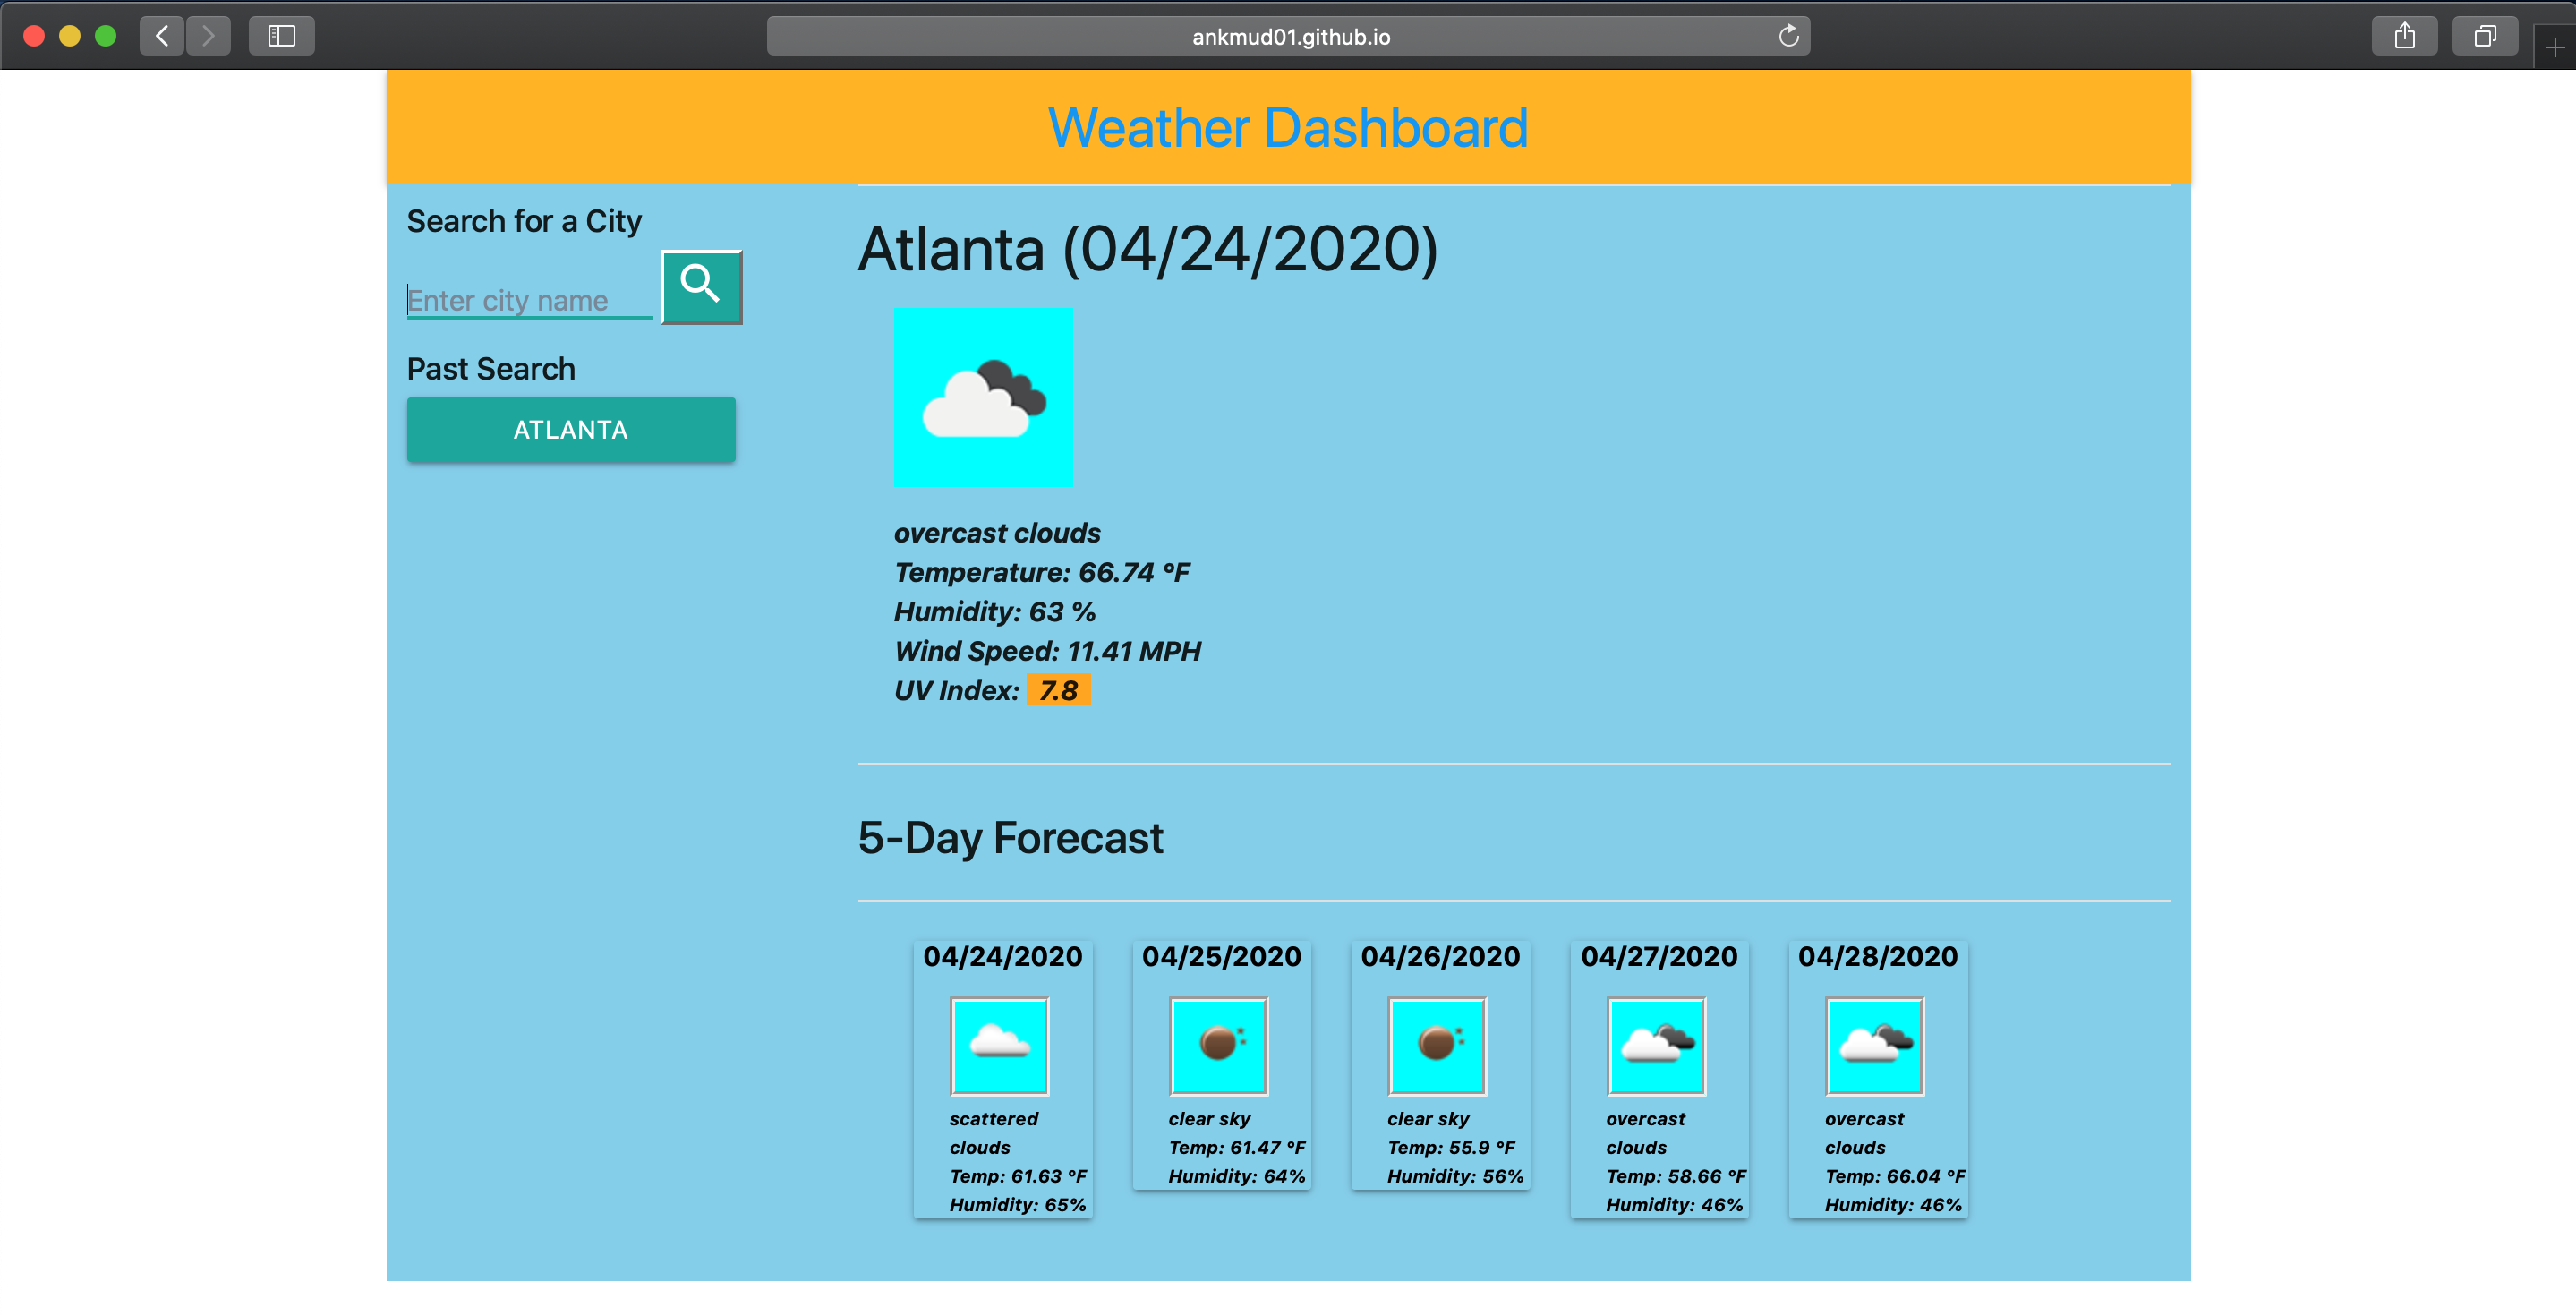 ankmud01.github.io
Weather Dashboard
Search for a City
Enter city name
Past Search
ATLANTA
Atlanta (04/24/2020)
overcast clouds
Temperature: 66.74 °F
Humidity: 63 %
Wind Speed: 11.41 MPH
UV Index: 7.8
5-Day Forecast
04/24/2020
scattered
clouds
Temp: 61.63 °F
Humidity: 65%
04/25/2020
clear sky
Temp: 61.47 °F
Humidity: 64%
04/26/2020
clear sky
Temp: 55.9 °F
Humidity: 56%
04/27/2020
overcast
clouds
Temp: 58.66 °F
Humidity: 46%
04/28/2020
overcast
clouds
Temp: 66.04 °F
Humidity: 46%